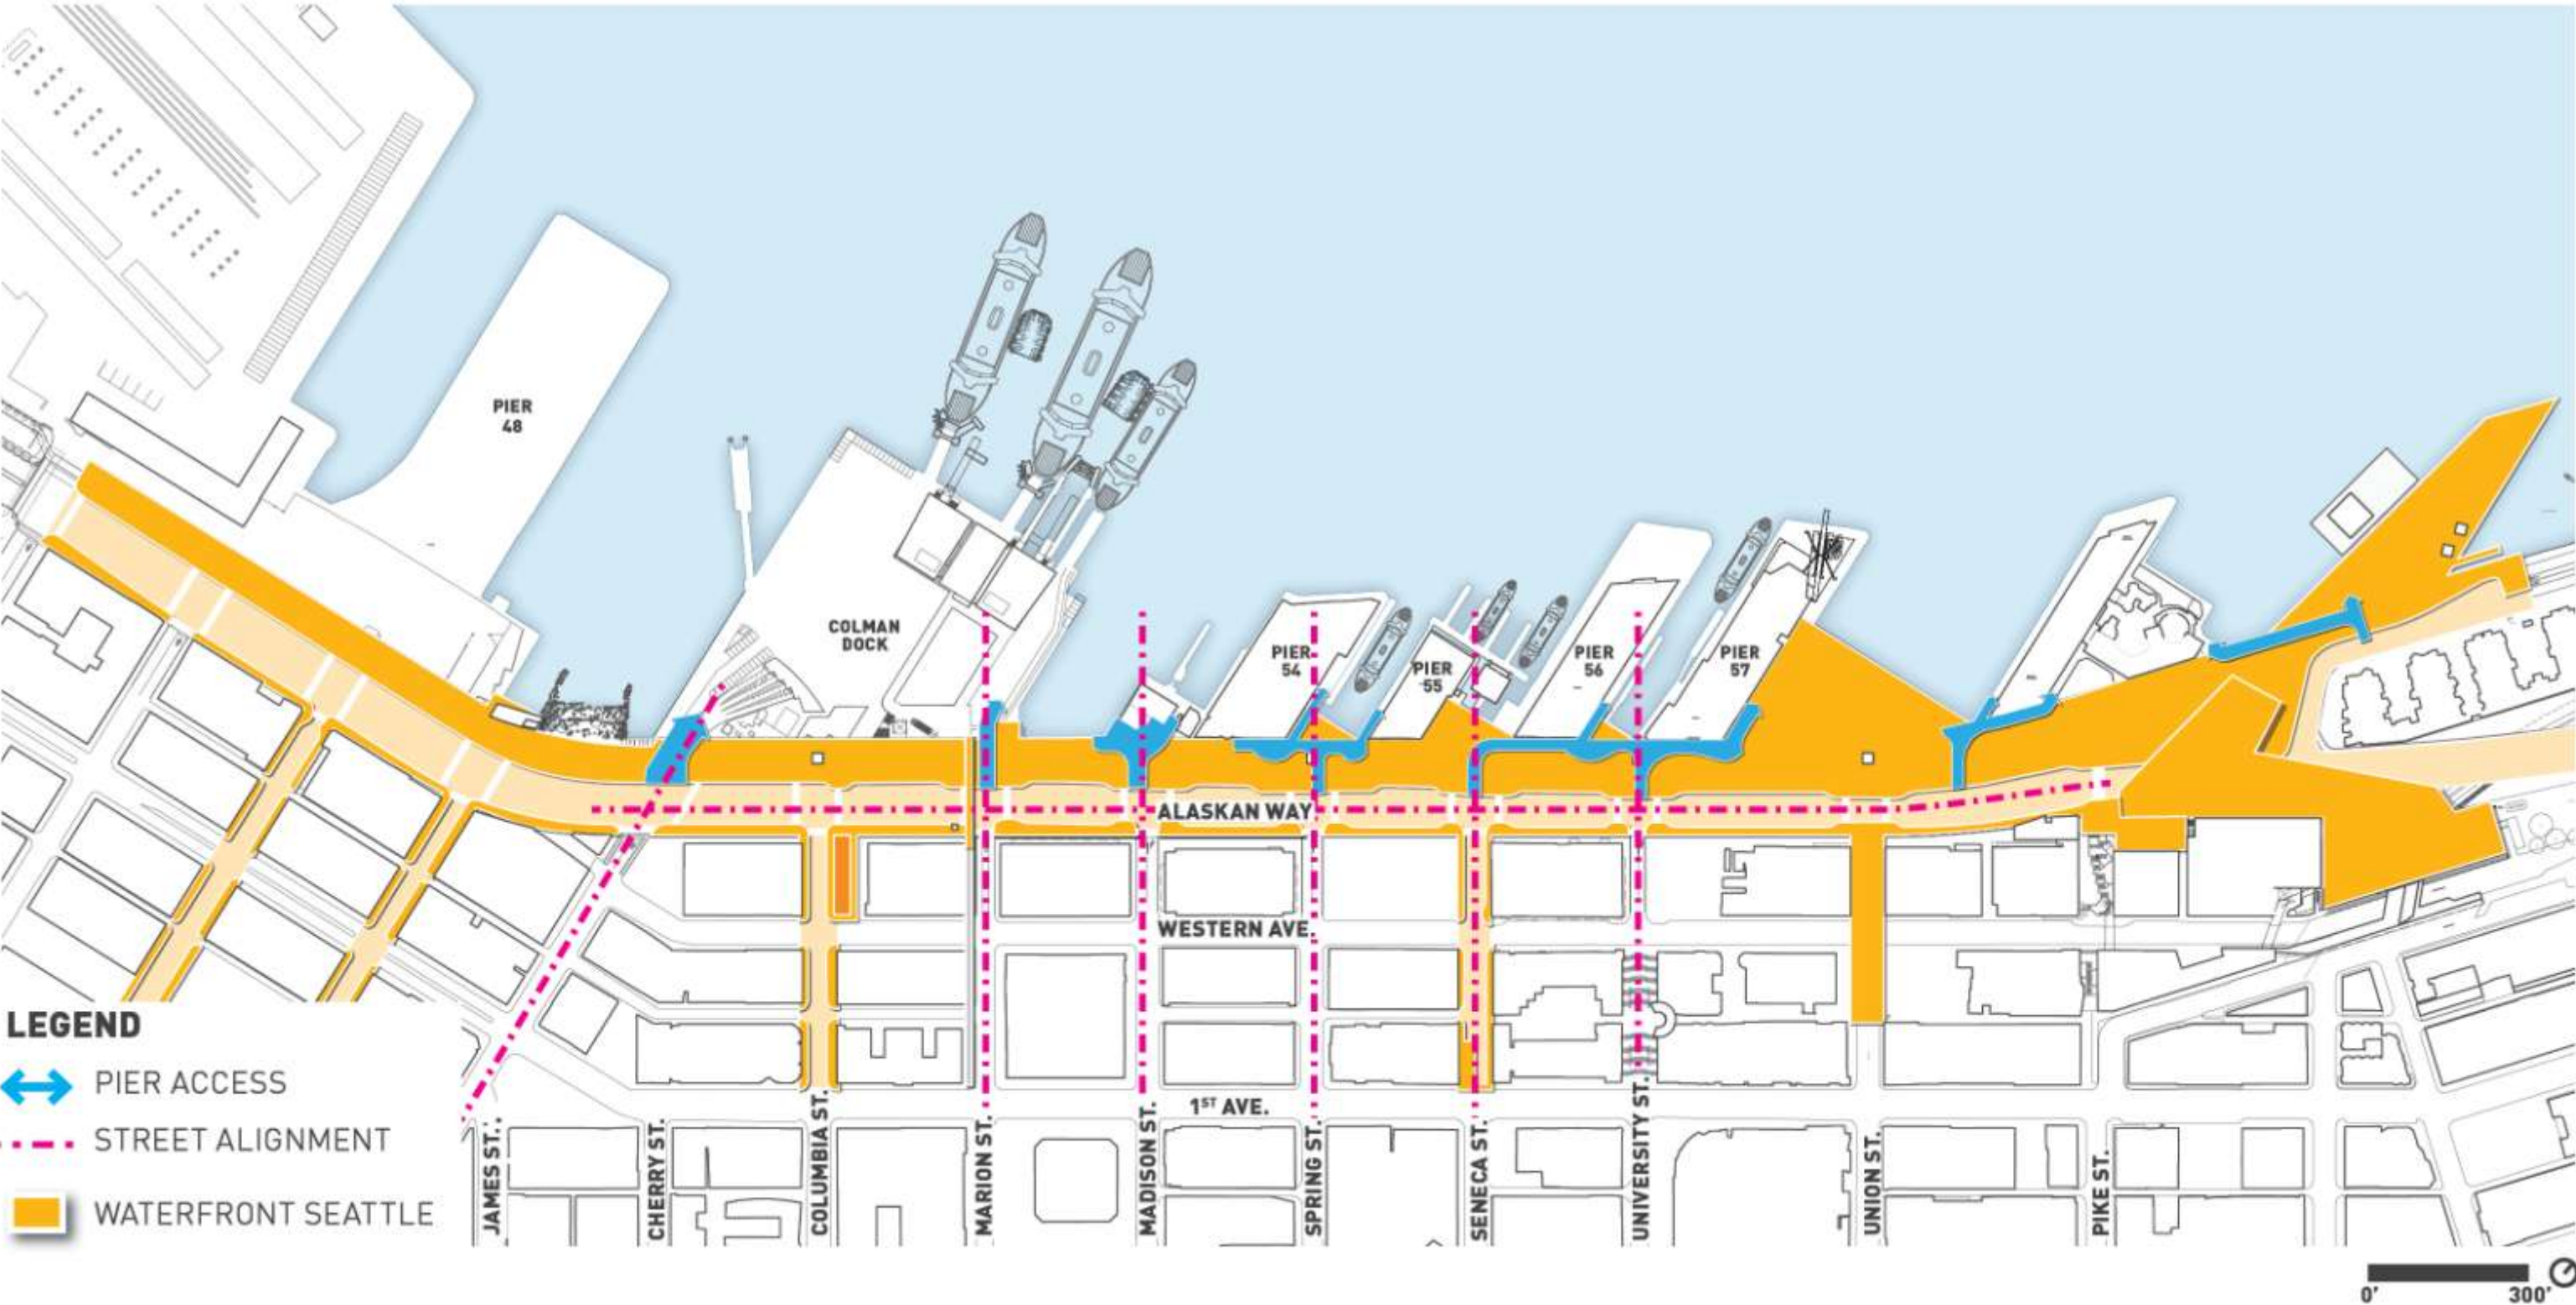 PIER
48
COLMAN
DOCK
PIER
54
PIER
55
PIER
56
PIER
57
ALASKAN WAY
WESTERN AVE.
1ST AVE.
LEGEND
PIER ACCESS
STREET ALIGNMENT
WATERFRONT SEATTLE
JAMES ST.
CHERRY ST.
COLUMBIA ST.
MARION ST.
MADISON ST.
SPRING ST.
SENECA ST.
UNIVERSITY ST.
UNION ST.
PIKE ST.
0' 300'